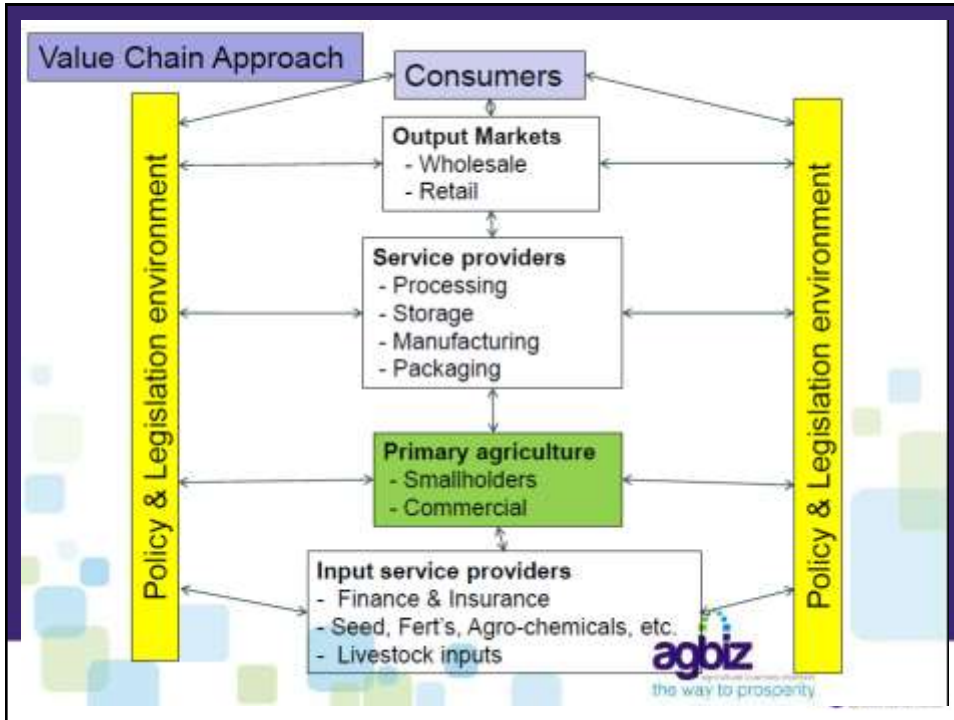 Value Chain Approach
Consumers
Policy & Legislation environment
Output Markets
- Wholesale
- Retail
Service providers
- Processing
- Storage
- Manufacturing
- Packaging
Primary agriculture
- Smallholders
- Commercial
Input service providers
- Finance & Insurance
- Seed, Fert's, Agro-chemicals, etc.
- Livestock inputs
Policy & Legislation environment
agbiz
the way to prosperity